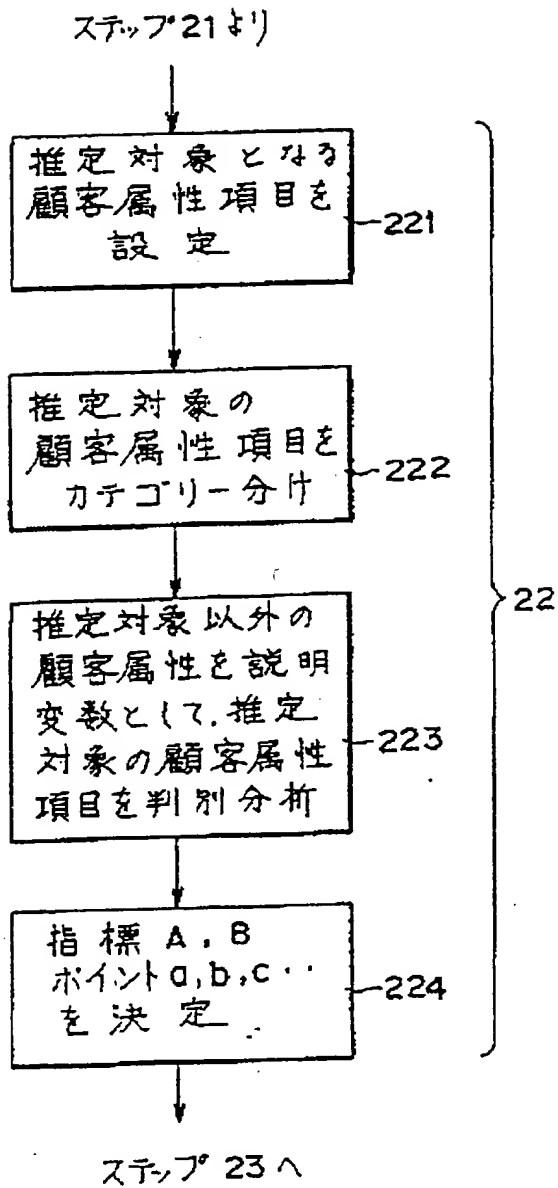 ステップ21より
推定対象となる
顧客属性項目を
設定
221
推定対象の
顧客属性項目を
カテゴリー分け
222
推定対象以外の
顧客属性を説明
変数として、推定
対象の顧客属性
項目を判別分析
223
指標A,B
ポイントa,b,c‥
を決定
224
22
ステップ23へ